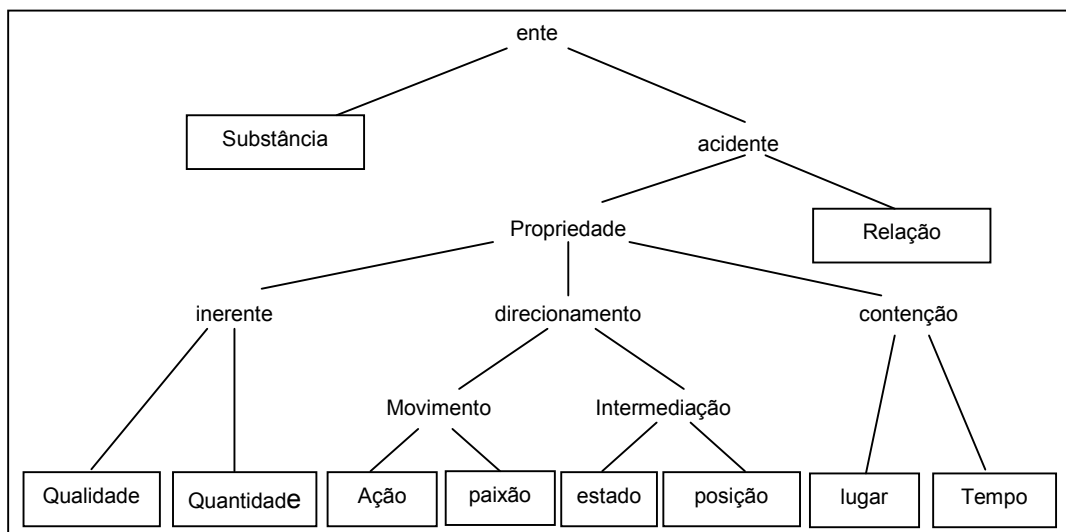 ente
Substância
acidente
Propriedade
Relação
inerente
direcionamento
contenção
Movimento
Intermediação
Qualidade
Quantidade
Ação
paixão
estado
posição
lugar
Tempo